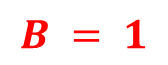 B = 1